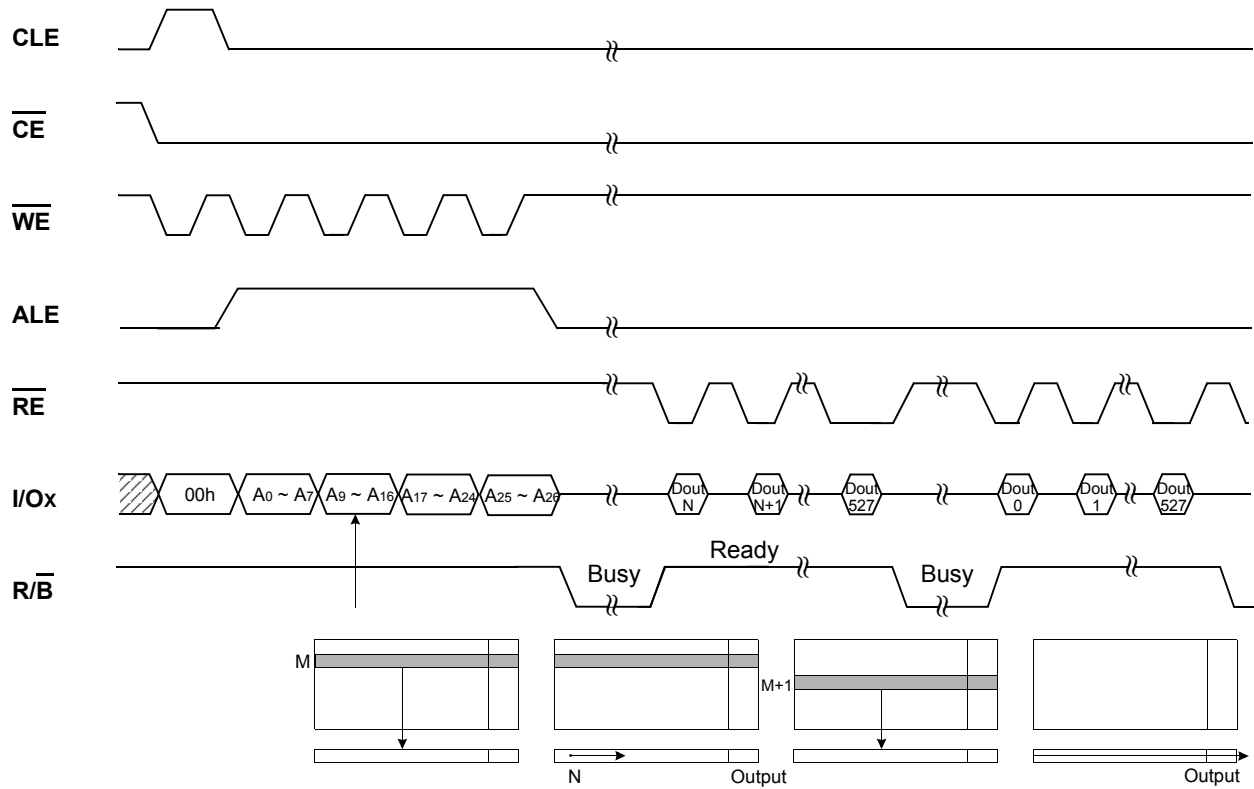 CLE
CE
WE
ALE
RE
I/Ox
00h
A0 ~ A7
A9 ~ A16
A17 ~ A24
A25 ~ A26
Dout
N
Dout
N+1
Dout
527
Dout
0
Dout
1
Dout
527
R/B
Busy
Ready
Busy
M
M+1
N
Output
Output